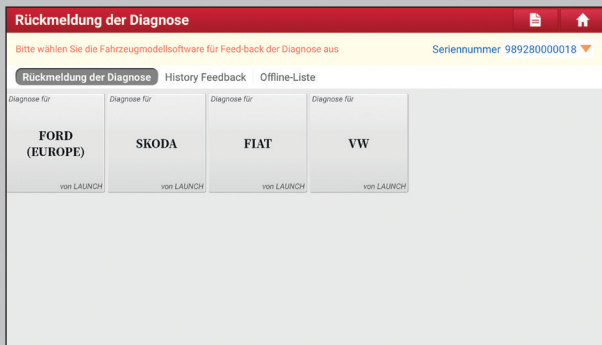 Rückmeldung der Diagnose
Bitte wählen Sie die Fahrzeugmodellsoftware für Feed-back der Diagnose aus
Seriennummer 989280000018
Rückmeldung der Diagnose History Feedback Offline-Liste
Diagnose für
FORD
(EUROPE)
von LAUNCH
Diagnose für
SKODA
von LAUNCH
Diagnose für
FIAT
von LAUNCH
Diagnose für
VW
von LAUNCH